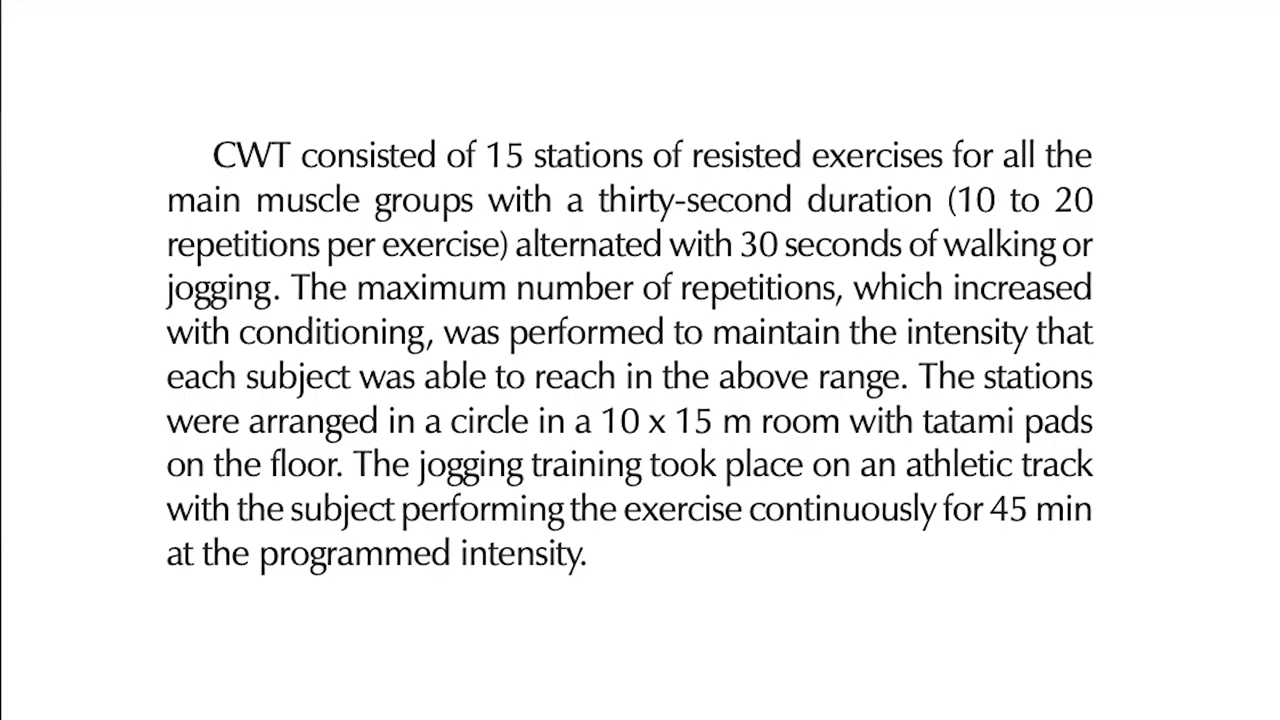 CWT consisted of 15 stations of resisted exercises for all the
main muscle groups with a thirty-second duration (10 to 20
repetitions per exercise) alternated with 30 seconds of walking or
jogging. The maximum number of repetitions, which increased
with conditioning, was performed to maintain the intensity that
each subject was able to reach in the above range. The stations
were arranged in a circle in a 10 x 15 m room with tatami pads
on the floor. The jogging training took place on an athletic track
with the subject performing the exercise continuously for 45 min
at the programmed intensity.